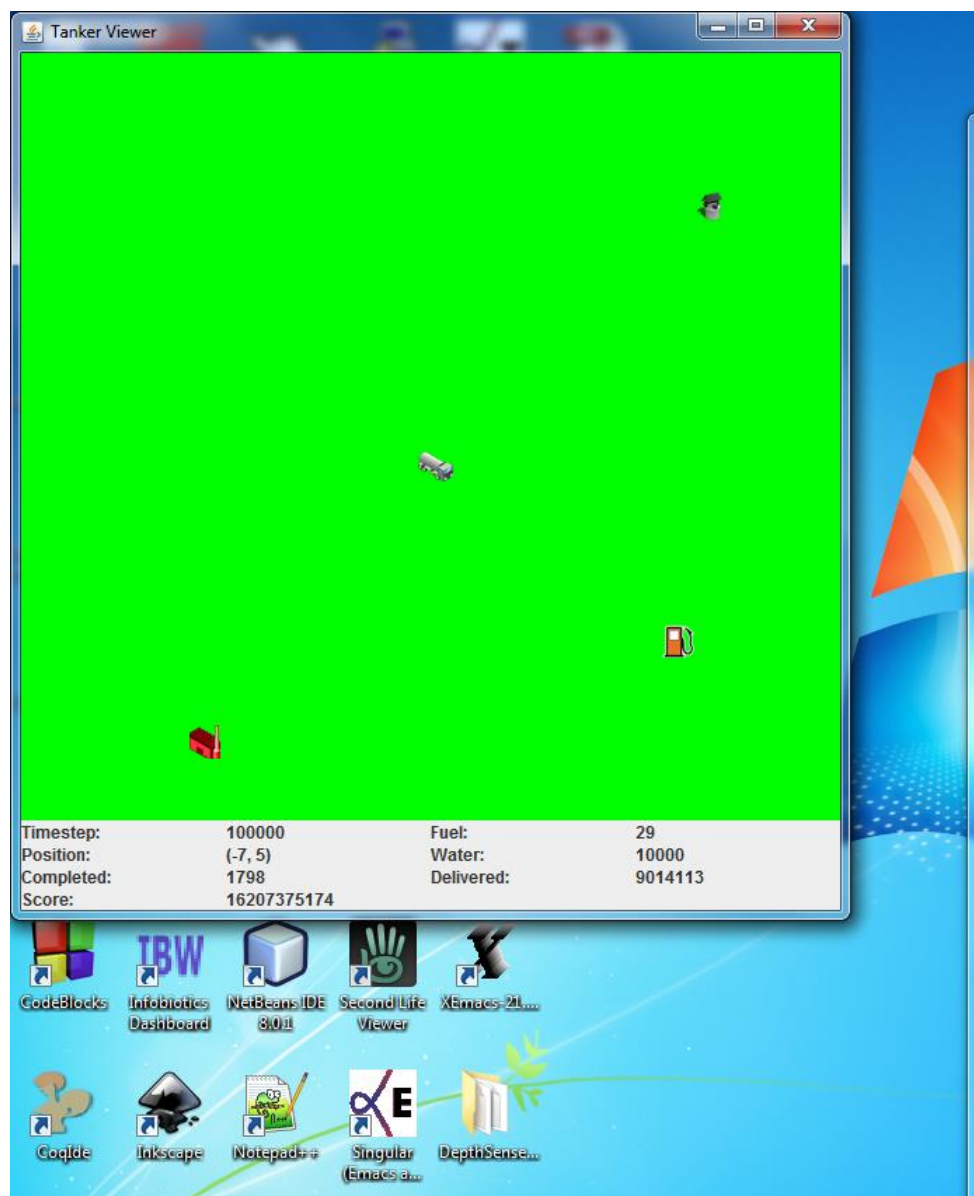 Tanker Viewer
Timestep: 100000 Fuel: 29
Position: (-7, 5) Water: 10000
Completed: 1798 Delivered: 9014113
Score: 16207375174
IBW
CodeBlocks Infobiotics Dashboard NetBeans IDE 8.0.1 Second Life Viewer XEmacs-21....
E
CoqIde Inkscape Notepad++ Singular (Emacs a... DepthSense...